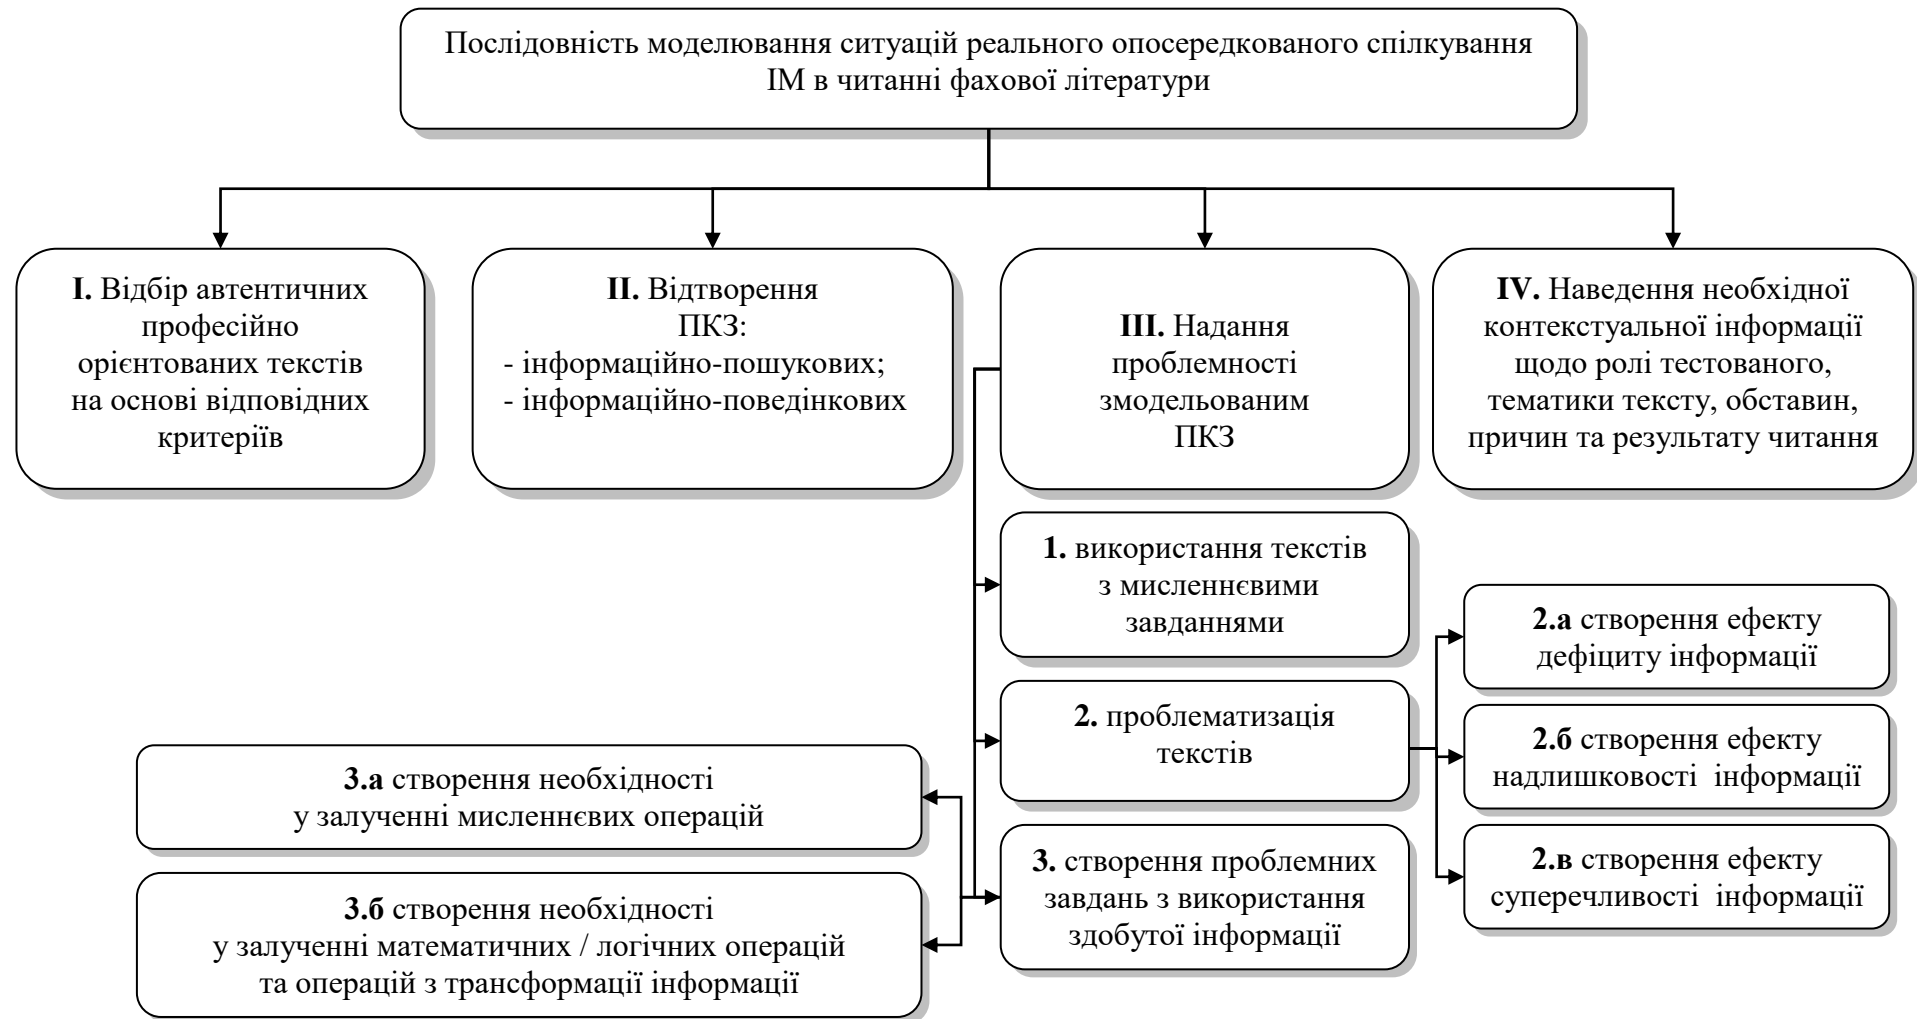 Послідовність моделювання ситуацій реального опосередкованого спілкування
ІМ в читанні фахової літератури
I. Відбір автентичних
професійно
орієнтованих текстів
на основі відповідних
критеріїв
II. Відтворення
ПКЗ:
- інформаційно-пошукових;
- інформаційно-поведінкових
III. Надання
проблемності
змодельованим
ПКЗ
IV. Наведення необхідної
контекстуальної інформації
щодо ролі тестованого,
тематики тексту, обставин,
причин та результату читання
1. використання текстів
з мисленнєвими
завданнями
2. проблематизація
текстів
2.а створення ефекту
дефіциту інформації
2.б створення ефекту
надлишковості  інформації
2.в створення ефекту
суперечливості  інформації
3. створення проблемних
завдань з використання
здобутої інформації
3.а створення необхідності
у залученні мисленнєвих операцій
3.б створення необхідності
у залученні математичних / логічних операцій
та операцій з трансформації інформації